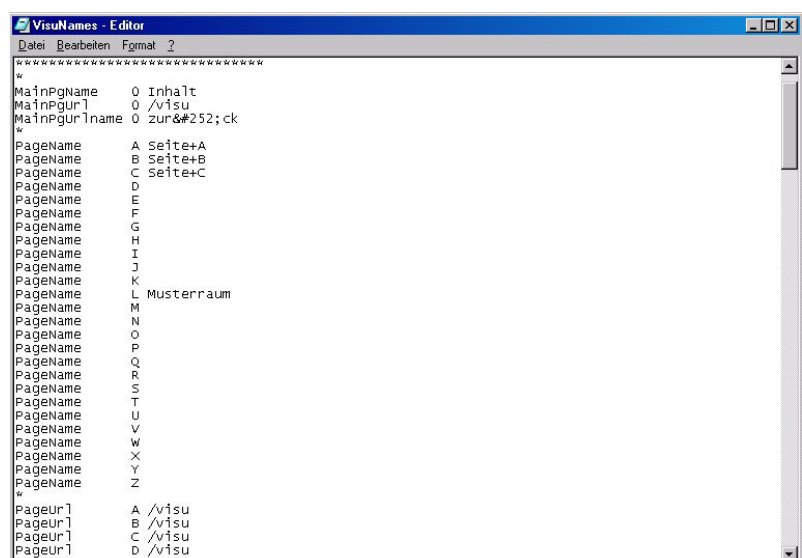 VisuNames - Editor
Datei Bearbeiten Format ?
******************************
*
MainPgName 0 Inhalt
MainPgUrl 0 /visu
MainPgUrlname 0 zur&#252;ck
*
PageName A Seite+A
PageName B Seite+B
PageName C Seite+C
PageName D
PageName E
PageName F
PageName G
PageName H
PageName I
PageName J
PageName K
PageName L Musterraum
PageName M
PageName N
PageName O
PageName P
PageName Q
PageName R
PageName S
PageName T
PageName U
PageName V
PageName W
PageName X
PageName Y
PageName Z
*
PageUrl A /visu
PageUrl B /visu
PageUrl C /visu
PageUrl D /visu